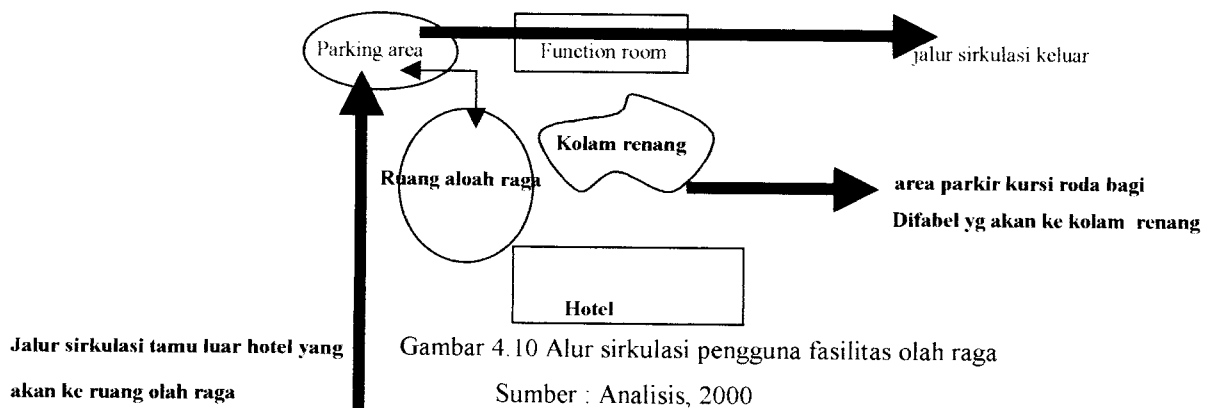 Parking area
Function room
jalur sirkulasi keluar
Kolam renang
Ruang aloah raga
area parkir kursi roda bagi
Difabel yg akan ke kolam renang
Hotel
Jalur sirkulasi tamu luar hotel yang
akan ke ruang olah raga
Gambar 4.10 Alur sirkulasi pengguna fasilitas olah raga
Sumber : Analisis, 2000